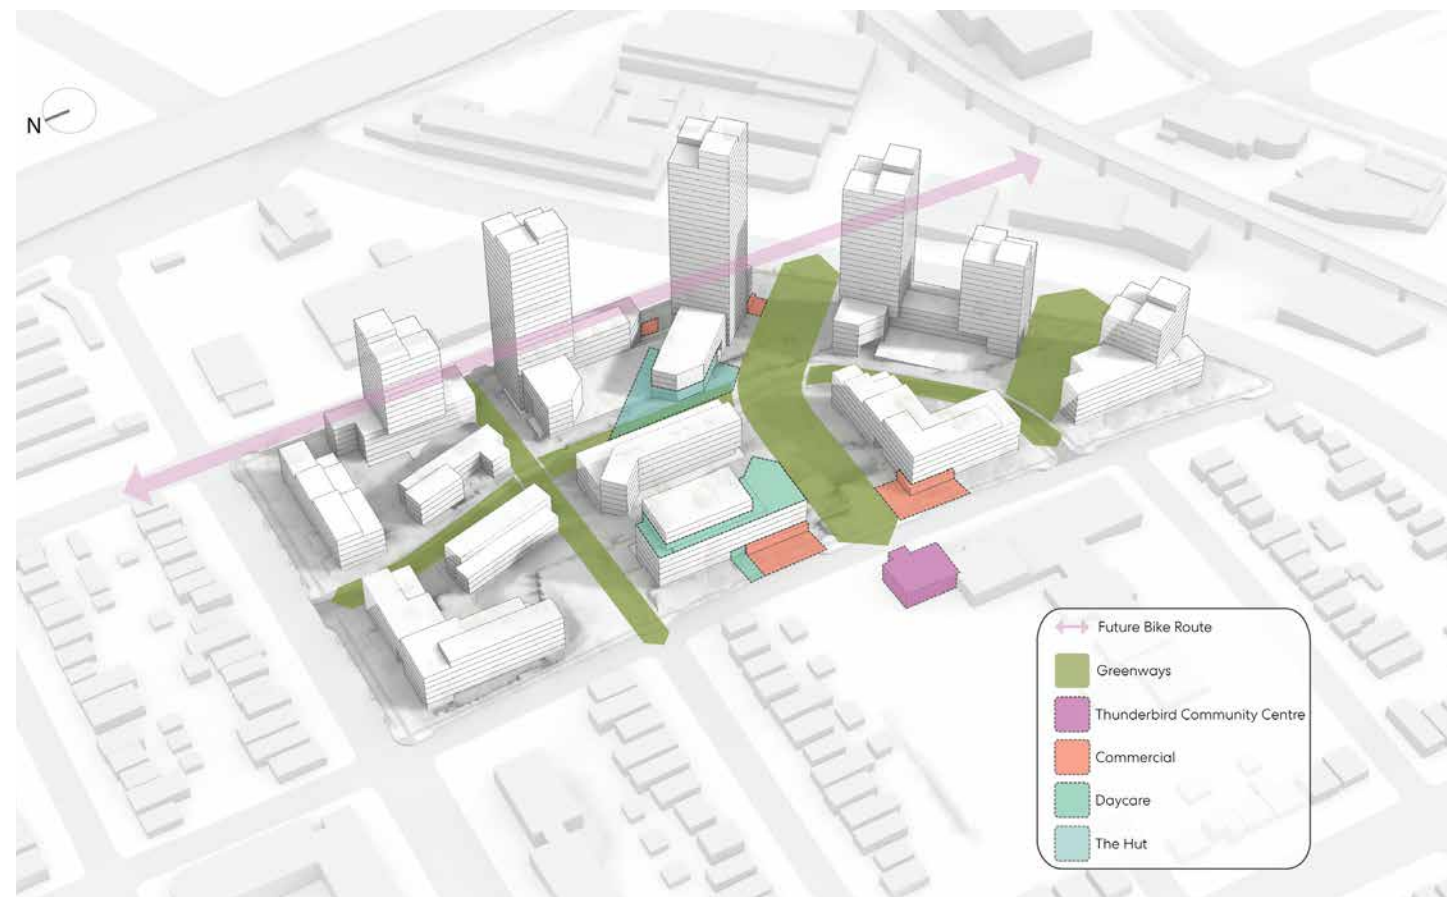 N
Future Bike Route
Greenways
Thunderbird Community Centre
Commercial
Daycare
The Hut